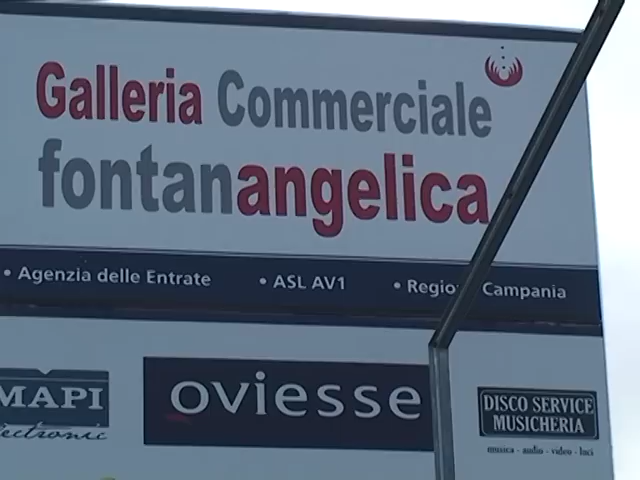 Galleria Commerciale
fontanangelica
• Agenzia delle Entrate • ASL AV1 • Regio Campania
MAPI
electronic
oviesse
DISCO SERVICE
MUSICHERIA
musica - audio - video - luci